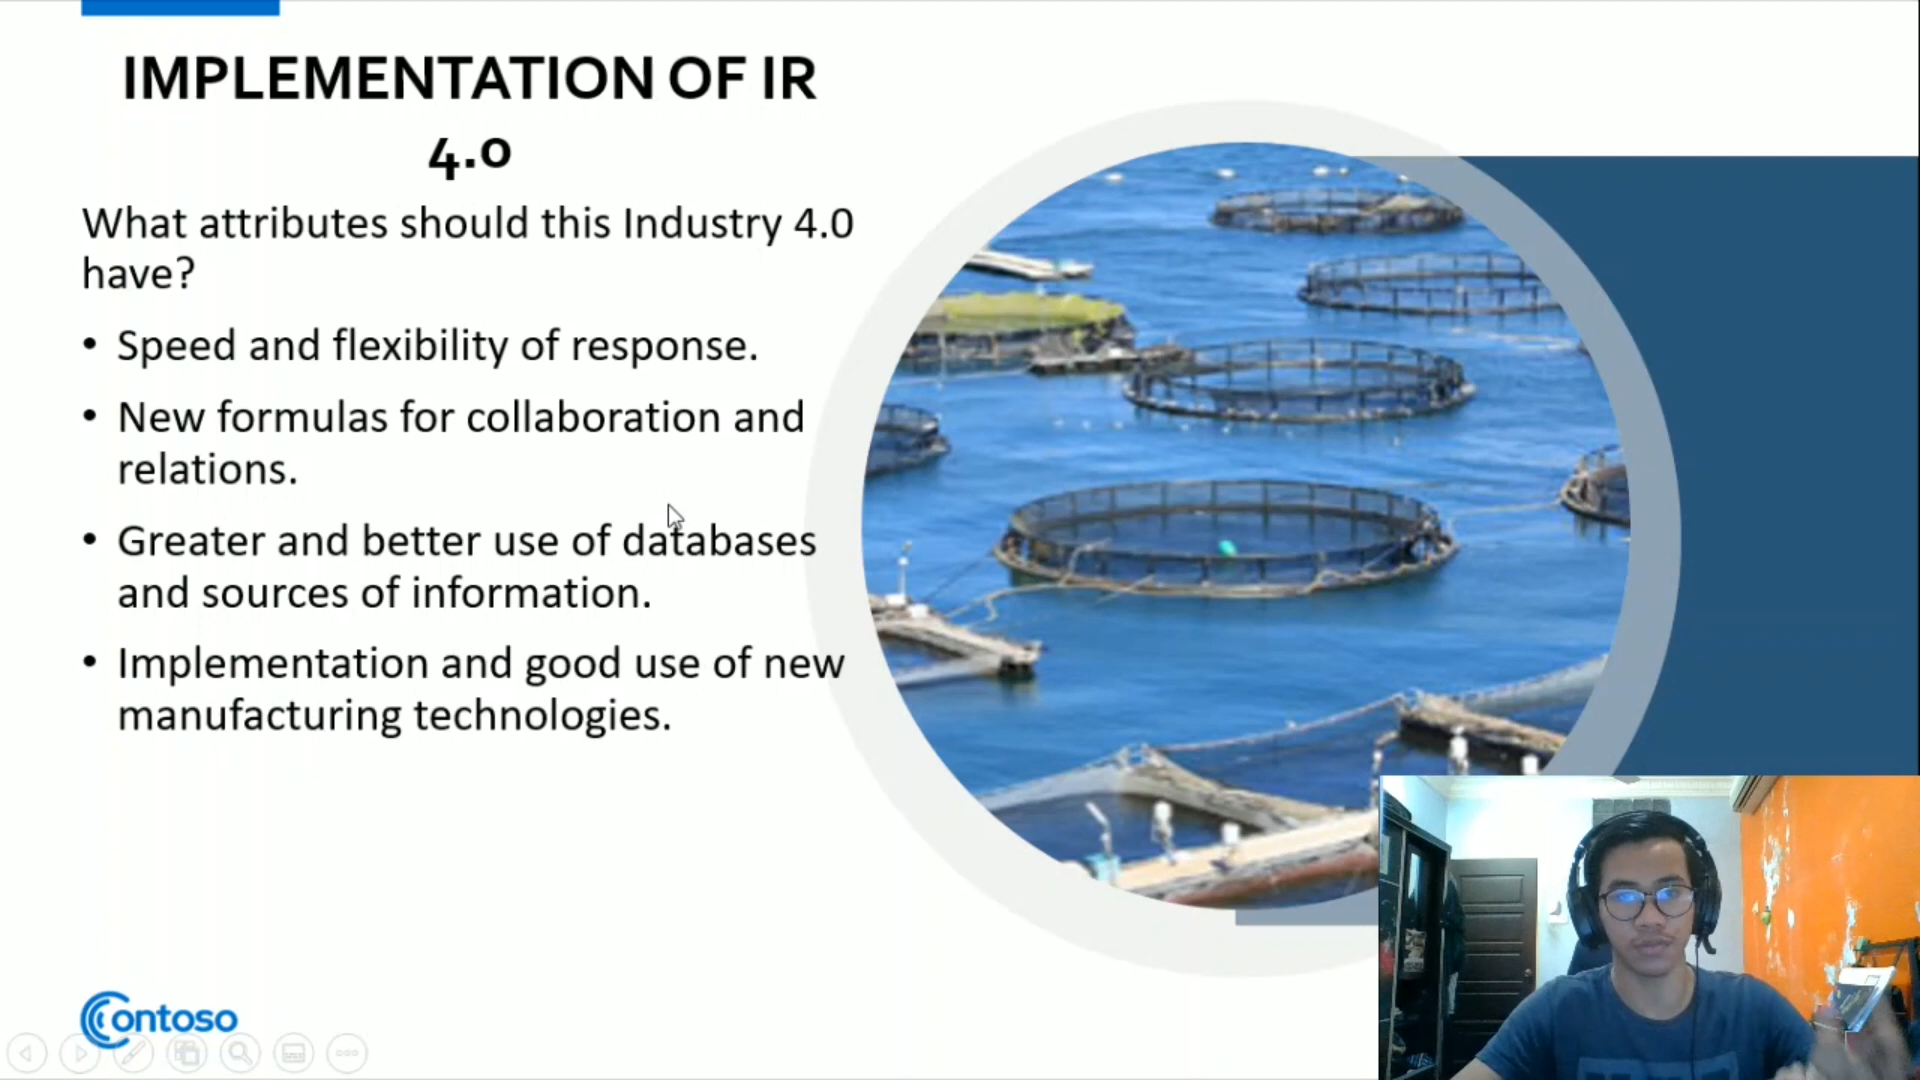 IMPLEMENTATION OF IR
4.0
What attributes should this Industry 4.0
have?
• Speed and flexibility of response.
• New formulas for collaboration and
relations.
• Greater and better use of databases
and sources of information.
• Implementation and good use of new
manufacturing technologies.
Contoso